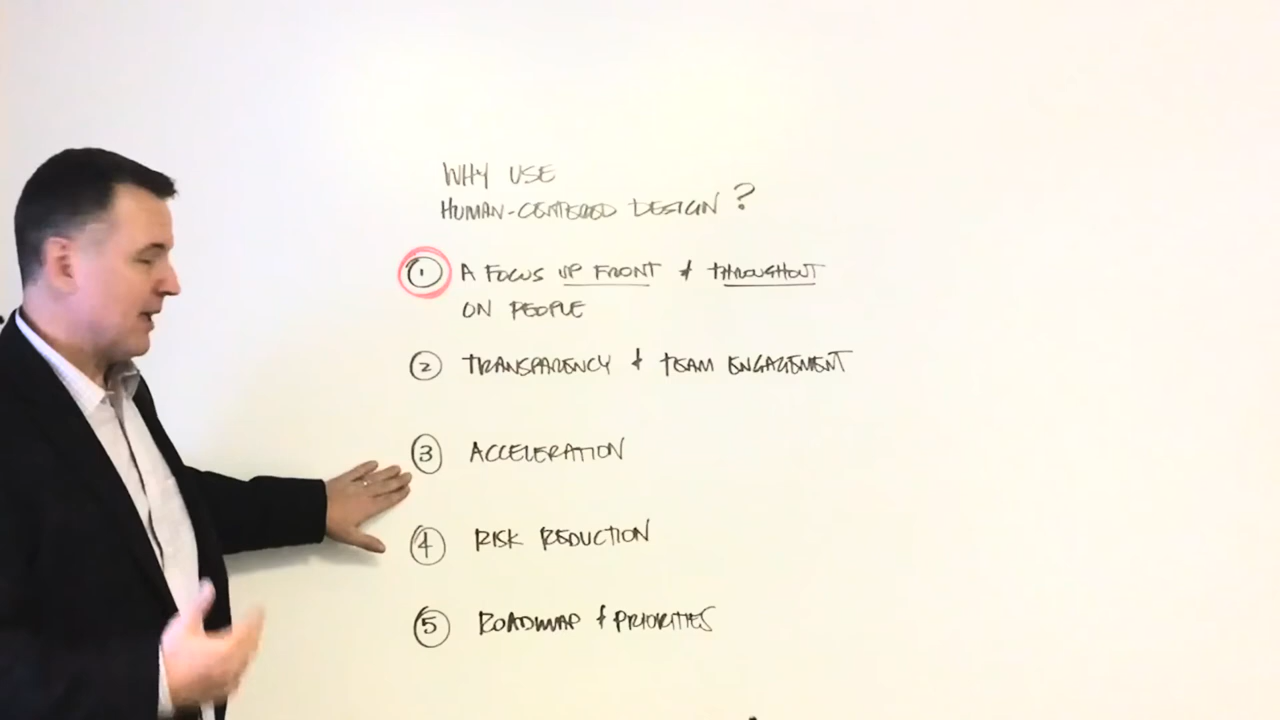 WHY USE
HUMAN-CENTERED DESIGN?
1 A FOCUS UP FRONT & THROUGHOUT
ON PEOPLE
2 TRANSPARENCY & TEAM ENGAGEMENT
3 ACCELERATION
4 RISK REDUCTION
5 ROADMAP & PRIORITIES